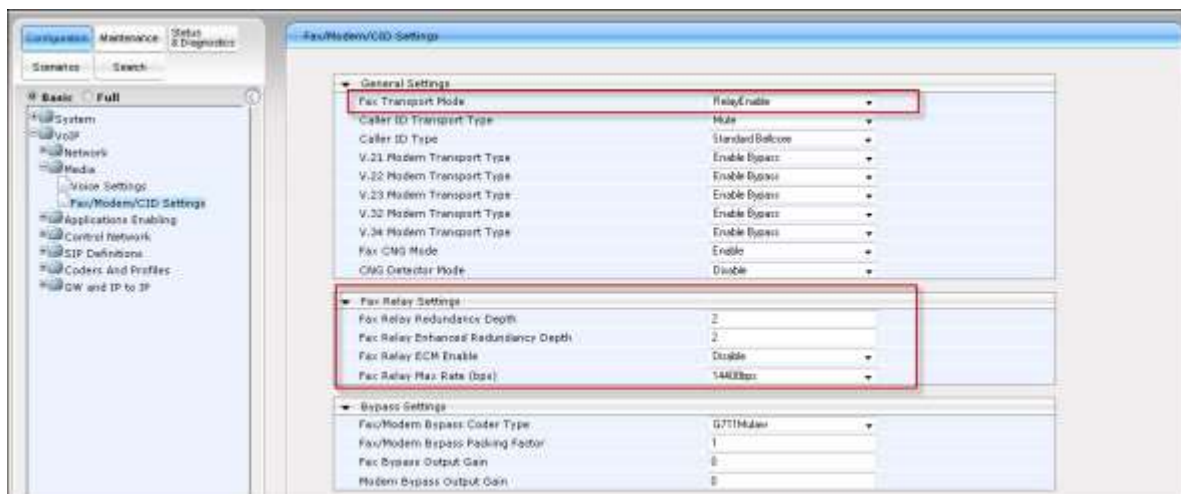 Configuration Maintenance Status & Diagnostics
Scenarios Search
Basic Full
System
VoIP
Network
Media
Voice Settings
Fax/Modem/CID Settings
Applications Enabling
Control Network
SIP Definitions
Coders And Profiles
GW and IP to IP
Fax/Modem/CID Settings
General Settings
Fax Transport Mode RelayEnable
Caller ID Transport Type Mute
Caller ID Type Standard Bellcore
V.21 Modem Transport Type Enable Bypass
V.22 Modem Transport Type Enable Bypass
V.23 Modem Transport Type Enable Bypass
V.32 Modem Transport Type Enable Bypass
V.34 Modem Transport Type Enable Bypass
Fax CNG Mode Enable
CNG Detector Mode Disable
Fax Relay Settings
Fax Relay Redundancy Depth 2
Fax Relay Enhanced Redundancy Depth 2
Fax Relay ECM Enable Disable
Fax Relay Max Rate (bps) 14400bps
Bypass Settings
Fax/Modem Bypass Coder Type G711Mulaw
Fax/Modem Bypass Packing Factor 1
Fax Bypass Output Gain 0
Modem Bypass Output Gain 0